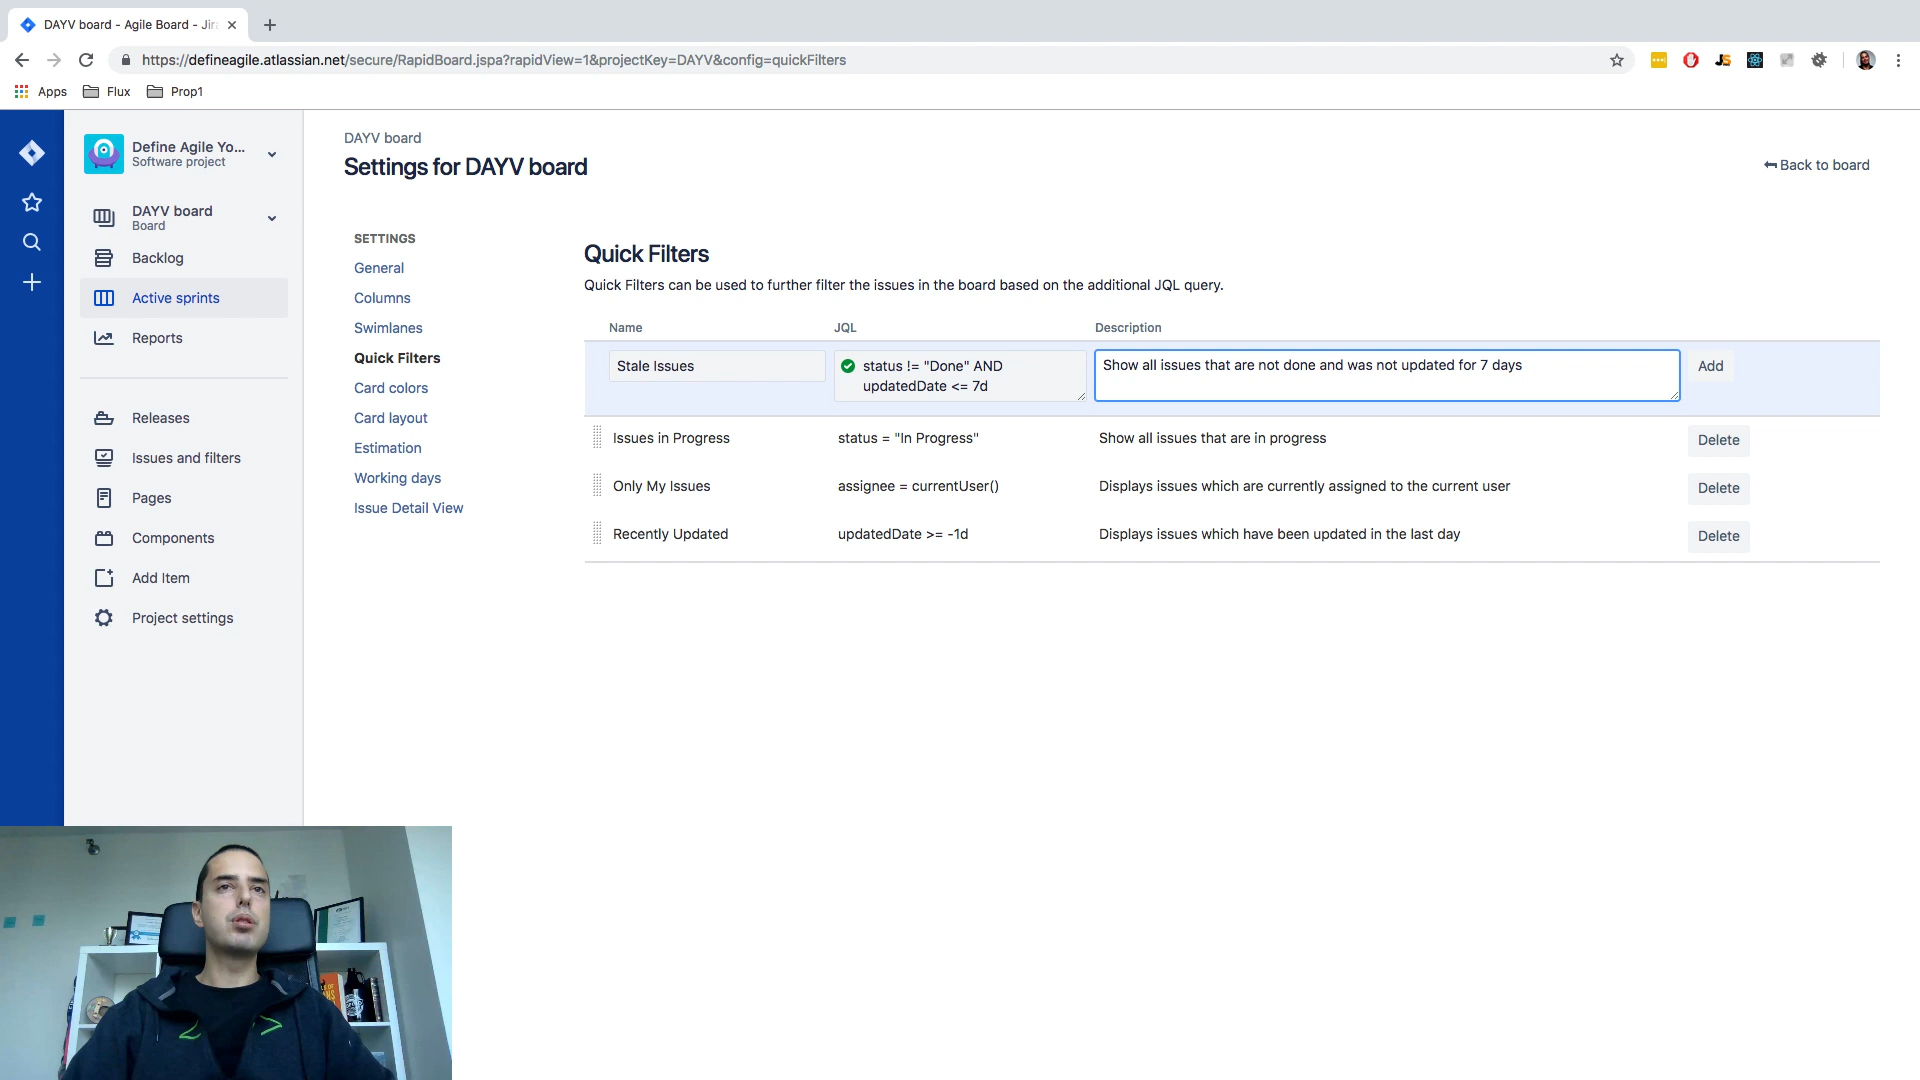 DAYV board - Agile Board - Jir
https://defineagile.atlassian.net/secure/RapidBoard.jspa?rapidView=1&projectKey=DAYV&config=quickFilters
Apps
Flux
Prop1
Define Agile Yo...
Software project
DAYV board
Board
Backlog
Active sprints
Reports
Releases
Issues and filters
Pages
Components
Add Item
Project settings
DAYV board
Settings for DAYV board
Back to board
SETTINGS
General
Columns
Swimlanes
Quick Filters
Card colors
Card layout
Estimation
Working days
Issue Detail View
Quick Filters
Quick Filters can be used to further filter the issues in the board based on the additional JQL query.
Name JQL Description
Stale Issues
status != "Done" AND
updatedDate <= 7d
Show all issues that are not done and was not updated for 7 days
Add
Issues in Progress status = "In Progress" Show all issues that are in progress Delete
Only My Issues assignee = currentUser() Displays issues which are currently assigned to the current user Delete
Recently Updated updatedDate >= -1d Displays issues which have been updated in the last day Delete